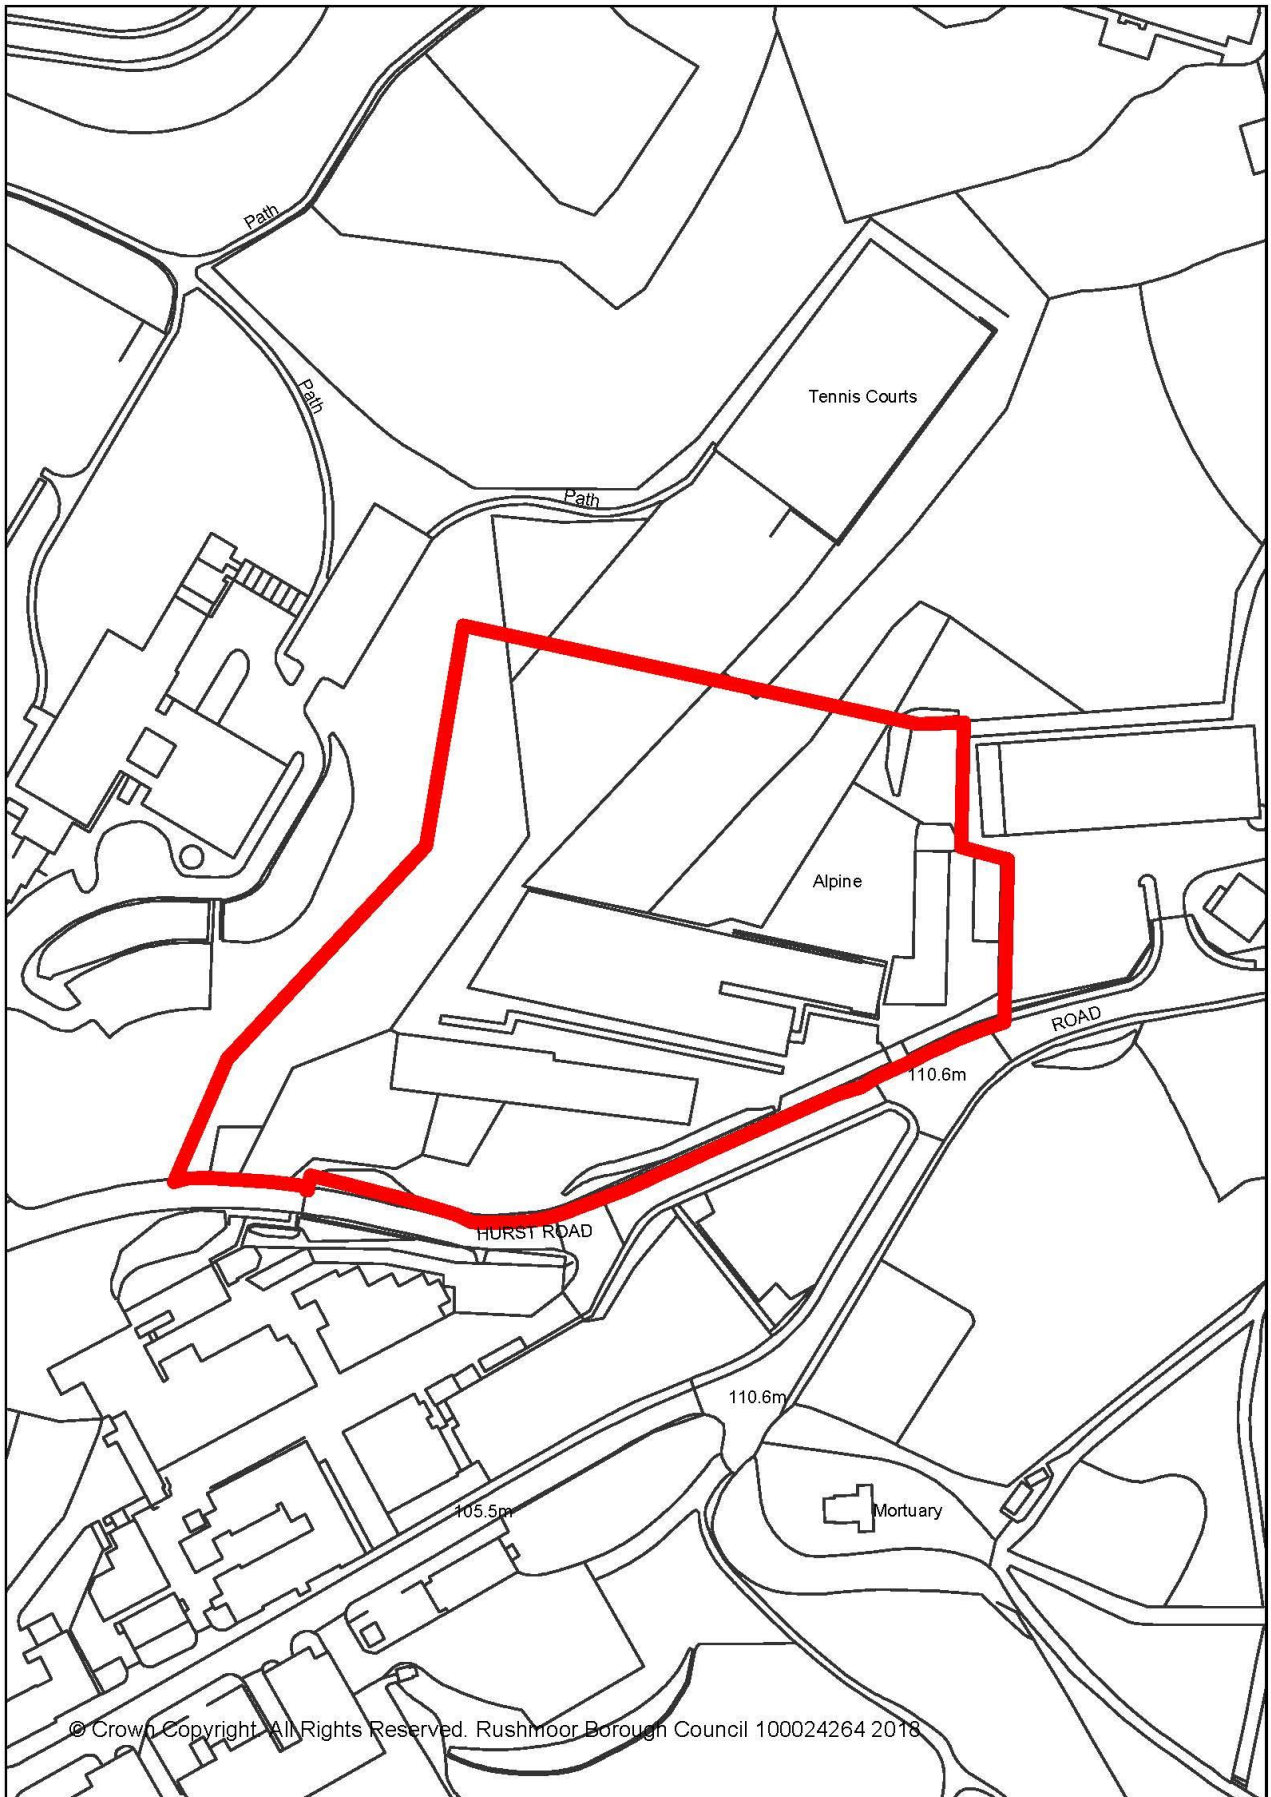 Path
Path
Tennis Courts
Path
Alpine
ROAD
110.6m
HURST ROAD
110.6m
105.5m
Mortuary
© Crown Copyright. All Rights Reserved. Rushmoor Borough Council 100024264 2018